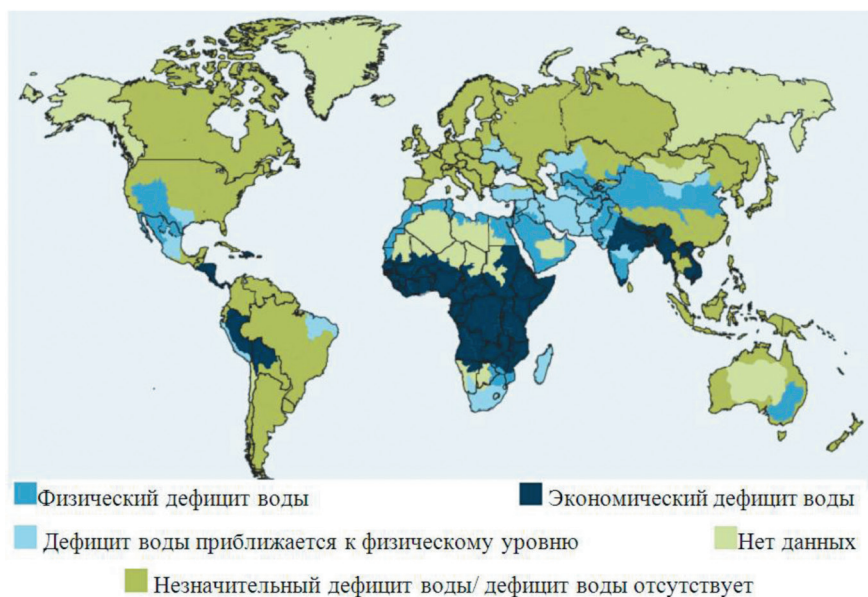 Физический дефицит воды
Экономический дефицит воды
Дефицит воды приближается к физическому уровню
Нет данных
Незначительный дефицит воды/ дефицит воды отсутствует